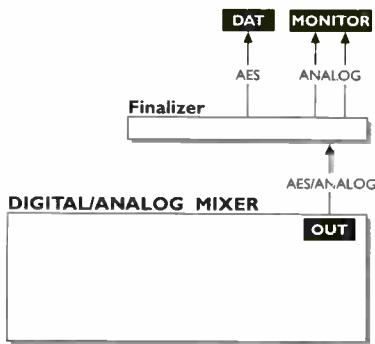 DAT MONITOR
AES ANALOG
Finalizer
AES/ANALOG
DIGITAL/ANALOG MIXER
OUT